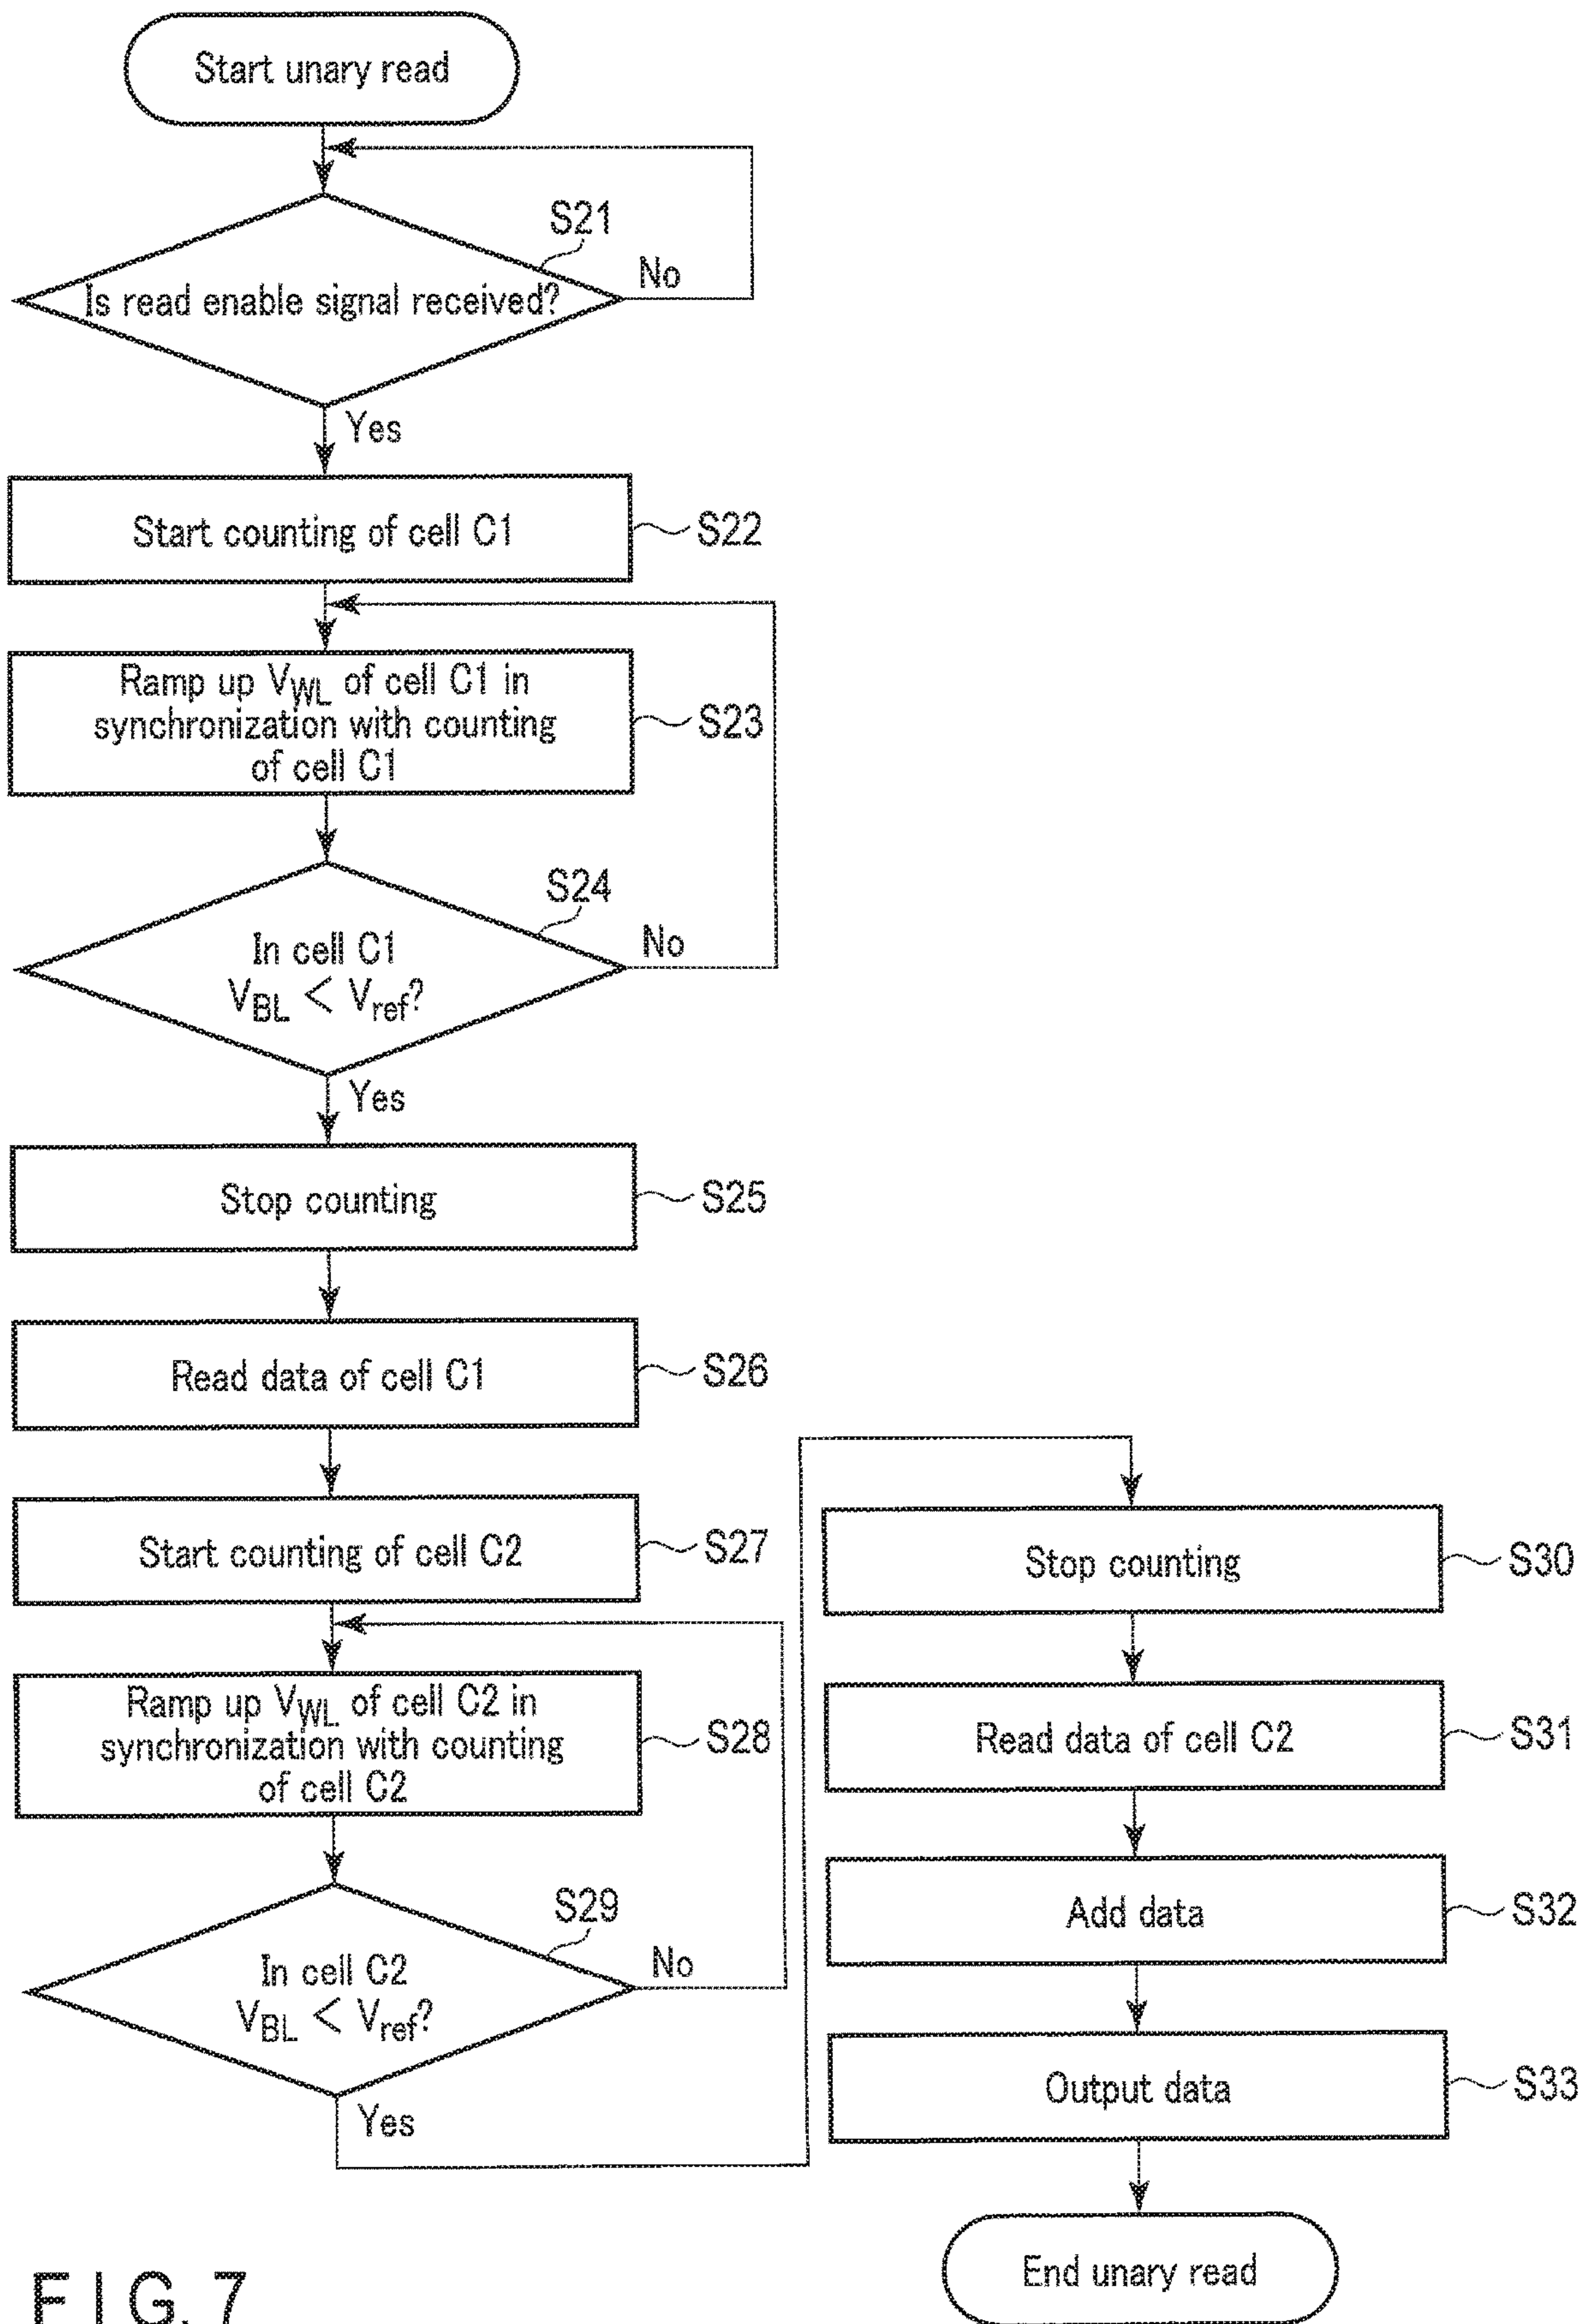 Start unary read
S21
Is read enable signal received?
No
Yes
Start counting of cell C1
S22
Ramp up VWL of cell C1 in
synchronization with counting
of cell C1
S23
S24
In cell C1
VBL < Vref?
No
Yes
Stop counting
S25
Read data of cell C1
S26
Start counting of cell C2
S27
Ramp up VWL of cell C2 in
synchronization with counting
of cell C2
S28
S29
In cell C2
VBL < Vref?
No
Yes
Stop counting
S30
Read data of cell C2
S31
Add data
S32
Output data
S33
End unary read
FIG. 7